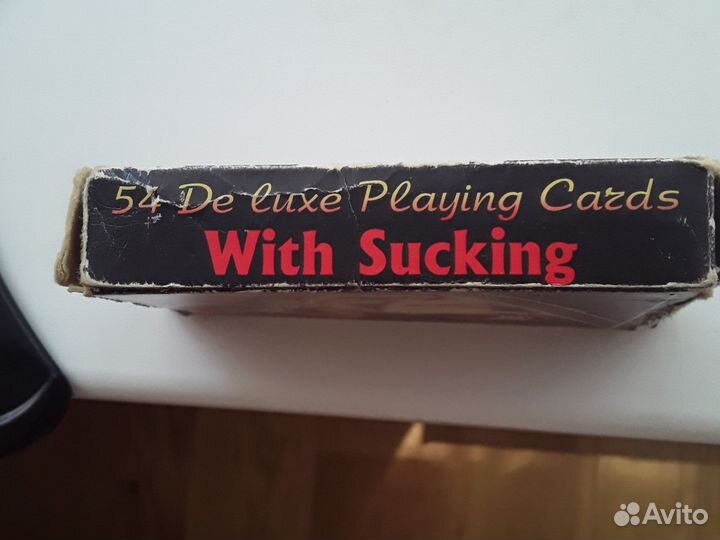 54 De luxe Playing Cards
With Sucking
Avito